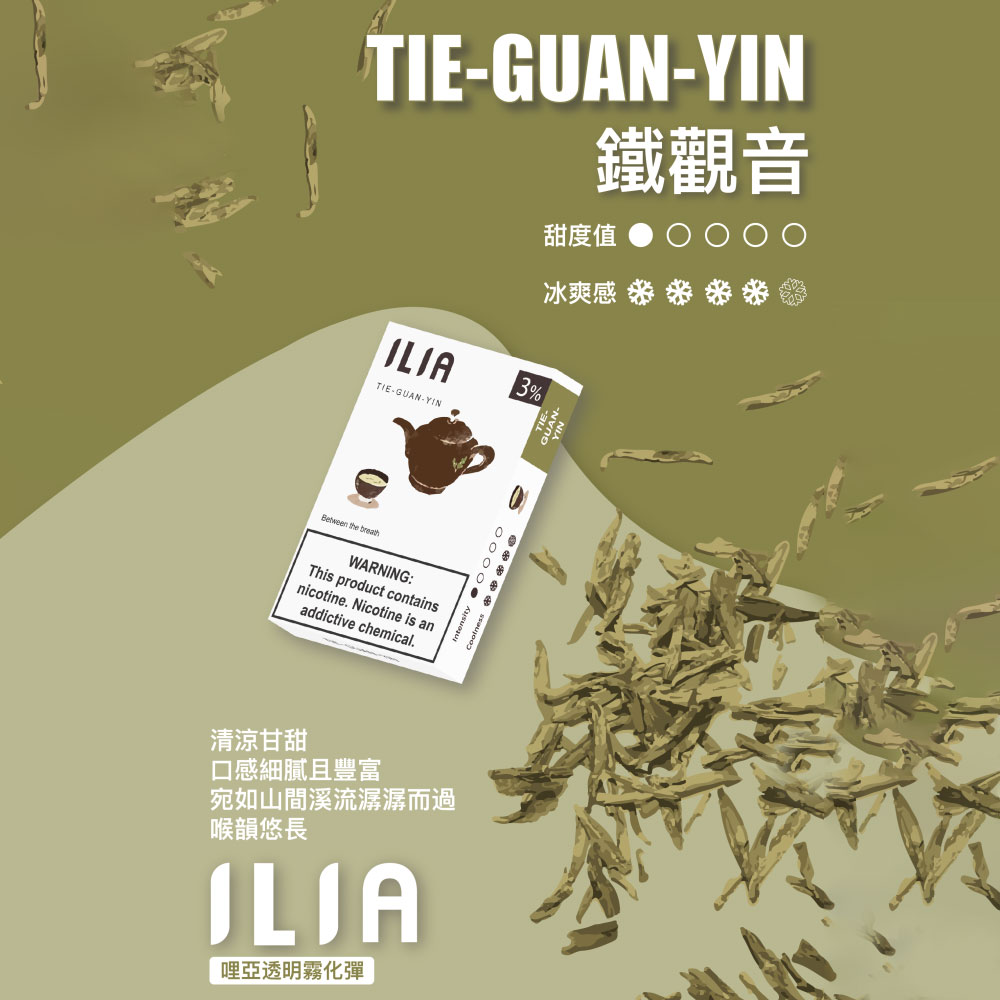 TIE-GUAN-YIN
鐵觀音
甜度值
冰爽感
ILIA
TIE-GUAN-YIN
3%
TIE-
GUAN-
YIN
Between the breath
WARNING:
This product contains
nicotine. Nicotine is an
addictive chemical.
Intensity
Coolness
清涼甘甜
口感細膩且豐富
宛如山間溪流潺潺而過
喉韻悠長
ILIA
哩亞透明霧化彈